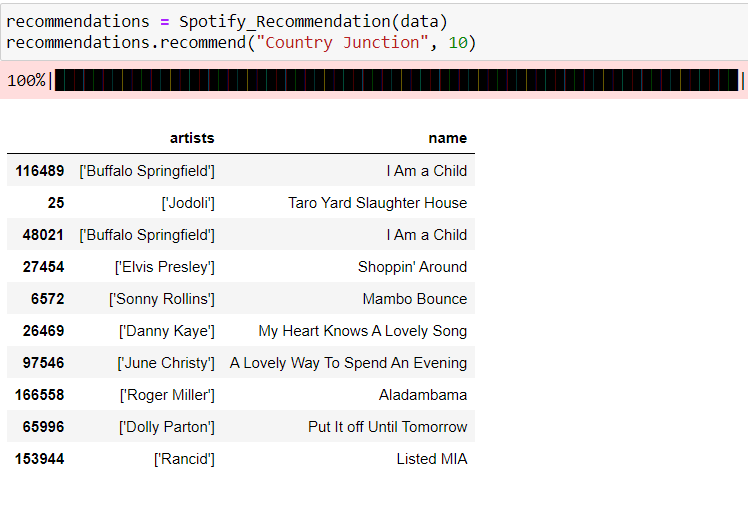 recommendations = Spotify_Recommendation(data)
recommendations.recommend("Country Junction", 10)
100%|
artists name
116489 ['Buffalo Springfield'] I Am a Child
25 ['Jodoli'] Taro Yard Slaughter House
48021 ['Buffalo Springfield'] I Am a Child
27454 ['Elvis Presley'] Shoppin' Around
6572 ['Sonny Rollins'] Mambo Bounce
26469 ['Danny Kaye'] My Heart Knows A Lovely Song
97546 ['June Christy'] A Lovely Way To Spend An Evening
166558 ['Roger Miller'] Aladambama
65996 ['Dolly Parton'] Put It off Until Tomorrow
153944 ['Rancid'] Listed MIA